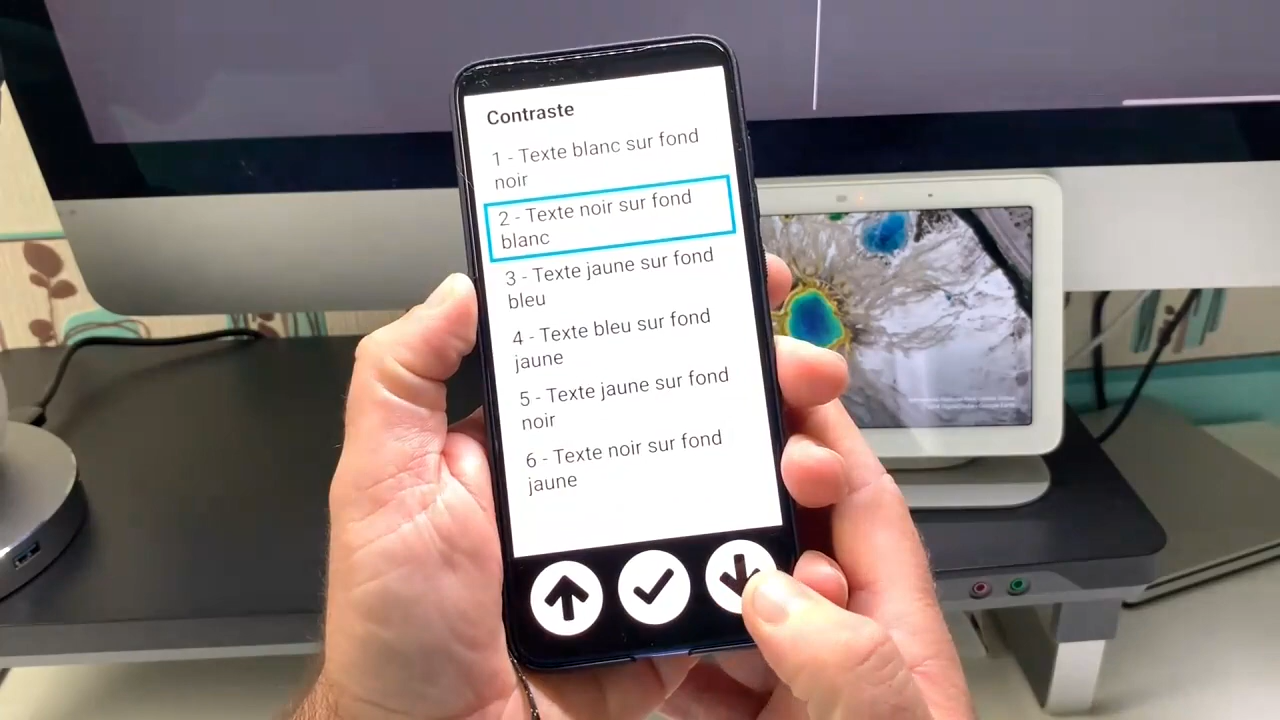 Contraste
1 - Texte blanc sur fond
noir
2 - Texte noir sur fond
blanc
3 - Texte jaune sur fond
bleu
4 - Texte bleu sur fond
jaune
5 - Texte jaune sur fond
noir
6 - Texte noir sur fond
jaune